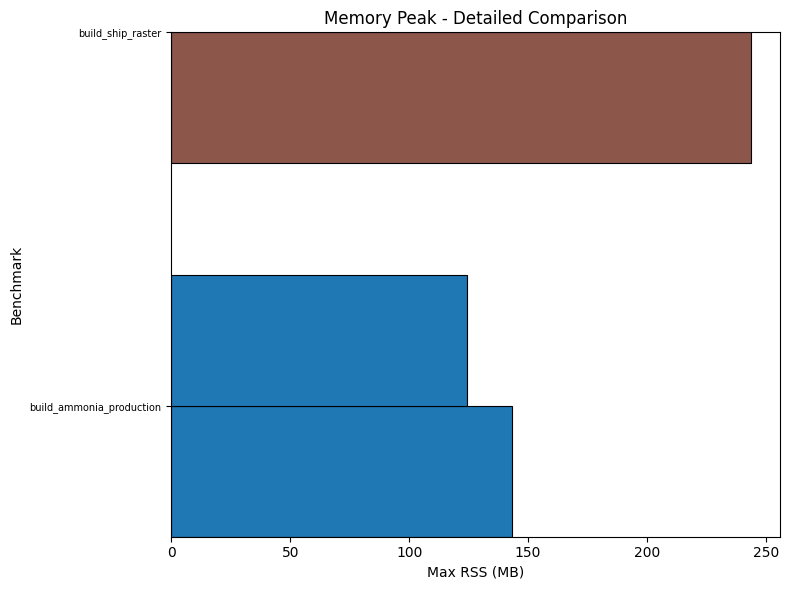 Memory Peak - Detailed Comparison
build_ship_raster
Benchmark
build_ammonia_production
0 50 100 150 200 250
Max RSS (MB)